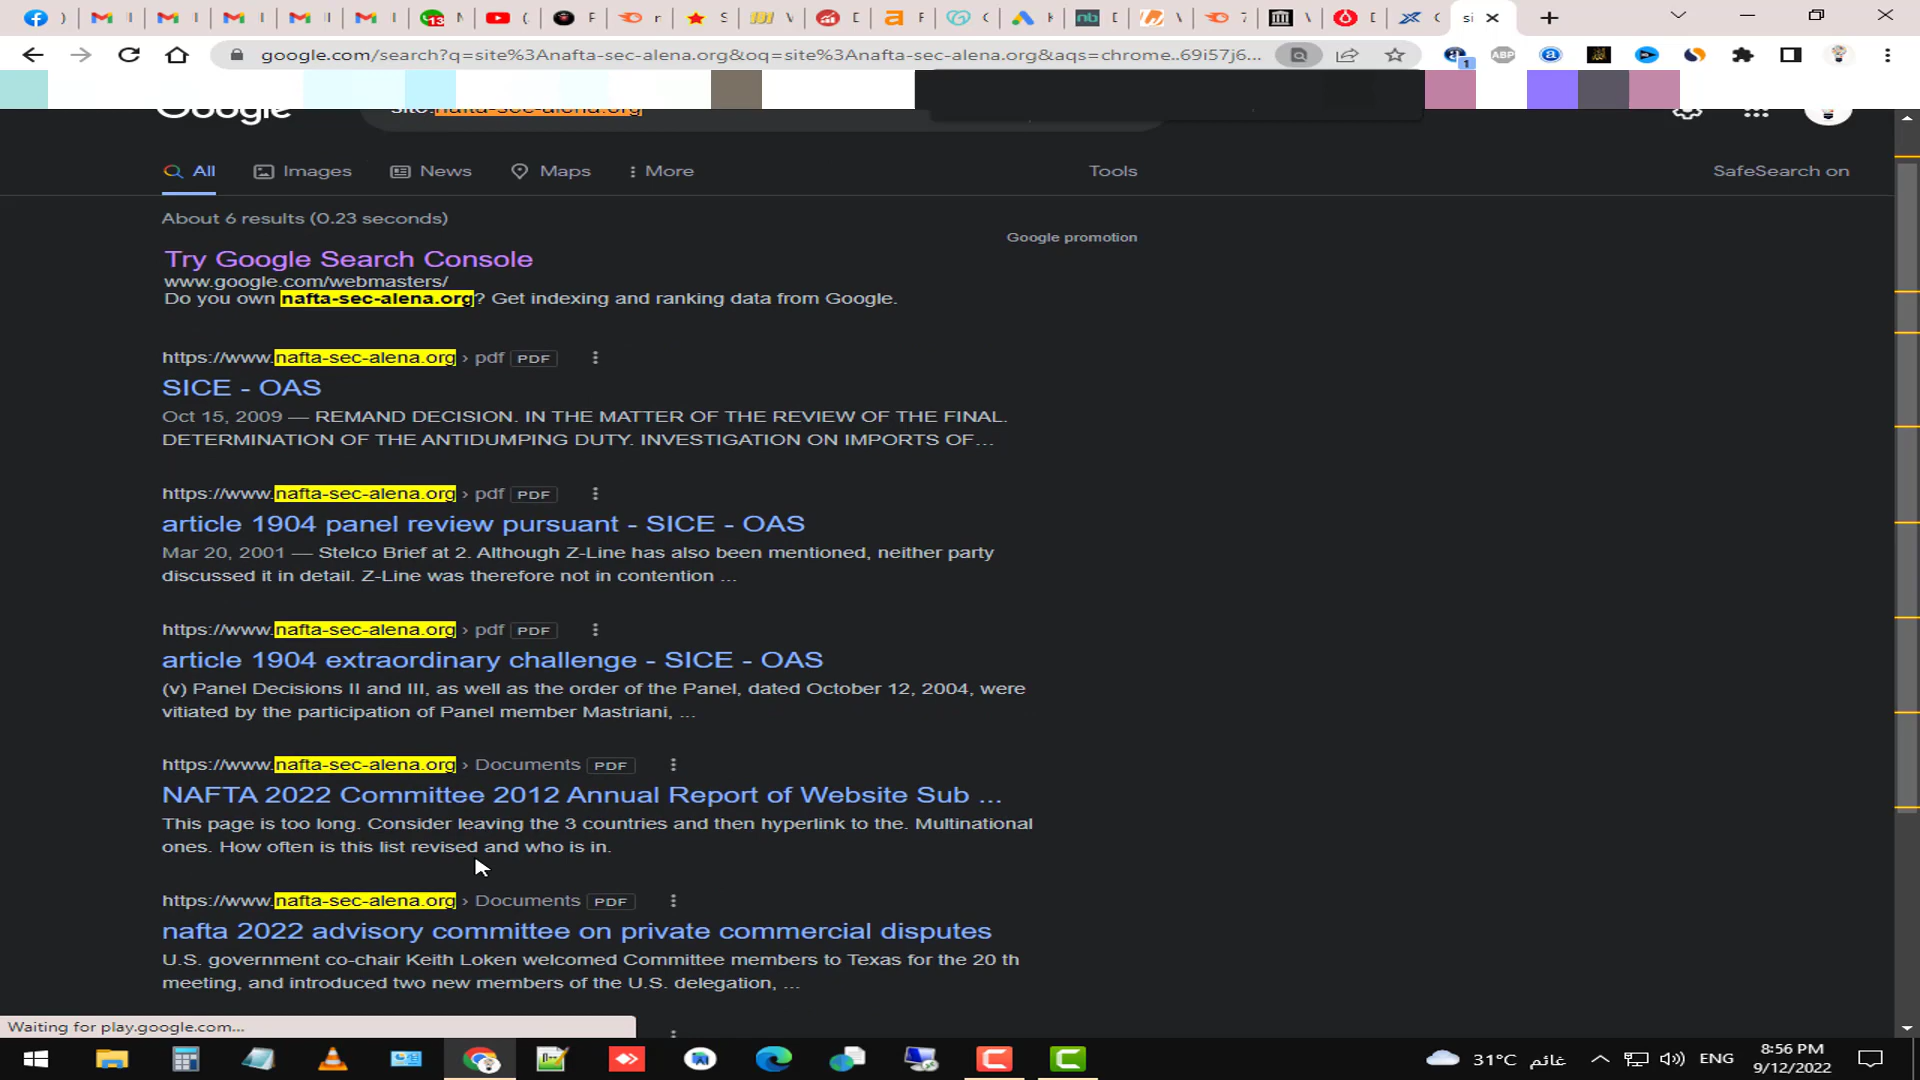 google.com/search?q=site%3Anafta-sec-alena.org&oq=site%3Anafta-sec-alena.org&aqs=chrome..69i57j6...
Google
site:nafta-sec-alena.org
All
Images
News
Maps
More
Tools
SafeSearch on
About 6 results (0.23 seconds)
Google promotion
Try Google Search Console
www.google.com/webmasters/
Do you own nafta-sec-alena.org? Get indexing and ranking data from Google.
https://www.nafta-sec-alena.org › pdf PDF
SICE - OAS
Oct 15, 2009 — REMAND DECISION. IN THE MATTER OF THE REVIEW OF THE FINAL.
DETERMINATION OF THE ANTIDUMPING DUTY. INVESTIGATION ON IMPORTS OF...
https://www.nafta-sec-alena.org › pdf PDF
article 1904 panel review pursuant - SICE - OAS
Mar 20, 2001 — Stelco Brief at 2. Although Z-Line has also been mentioned, neither party
discussed it in detail. Z-Line was therefore not in contention ...
https://www.nafta-sec-alena.org › pdf PDF
article 1904 extraordinary challenge - SICE - OAS
(v) Panel Decisions II and III, as well as the order of the Panel, dated October 12, 2004, were
vitiated by the participation of Panel member Mastriani, ...
https://www.nafta-sec-alena.org › Documents PDF
NAFTA 2022 Committee 2012 Annual Report of Website Sub ...
This page is too long. Consider leaving the 3 countries and then hyperlink to the. Multinational
ones. How often is this list revised and who is in.
https://www.nafta-sec-alena.org › Documents PDF
nafta 2022 advisory committee on private commercial disputes
U.S. government co-chair Keith Loken welcomed Committee members to Texas for the 20 th
meeting, and introduced two new members of the U.S. delegation, ...
Waiting for play.google.com...
31°C غائم
ENG
8:56 PM
9/12/2022